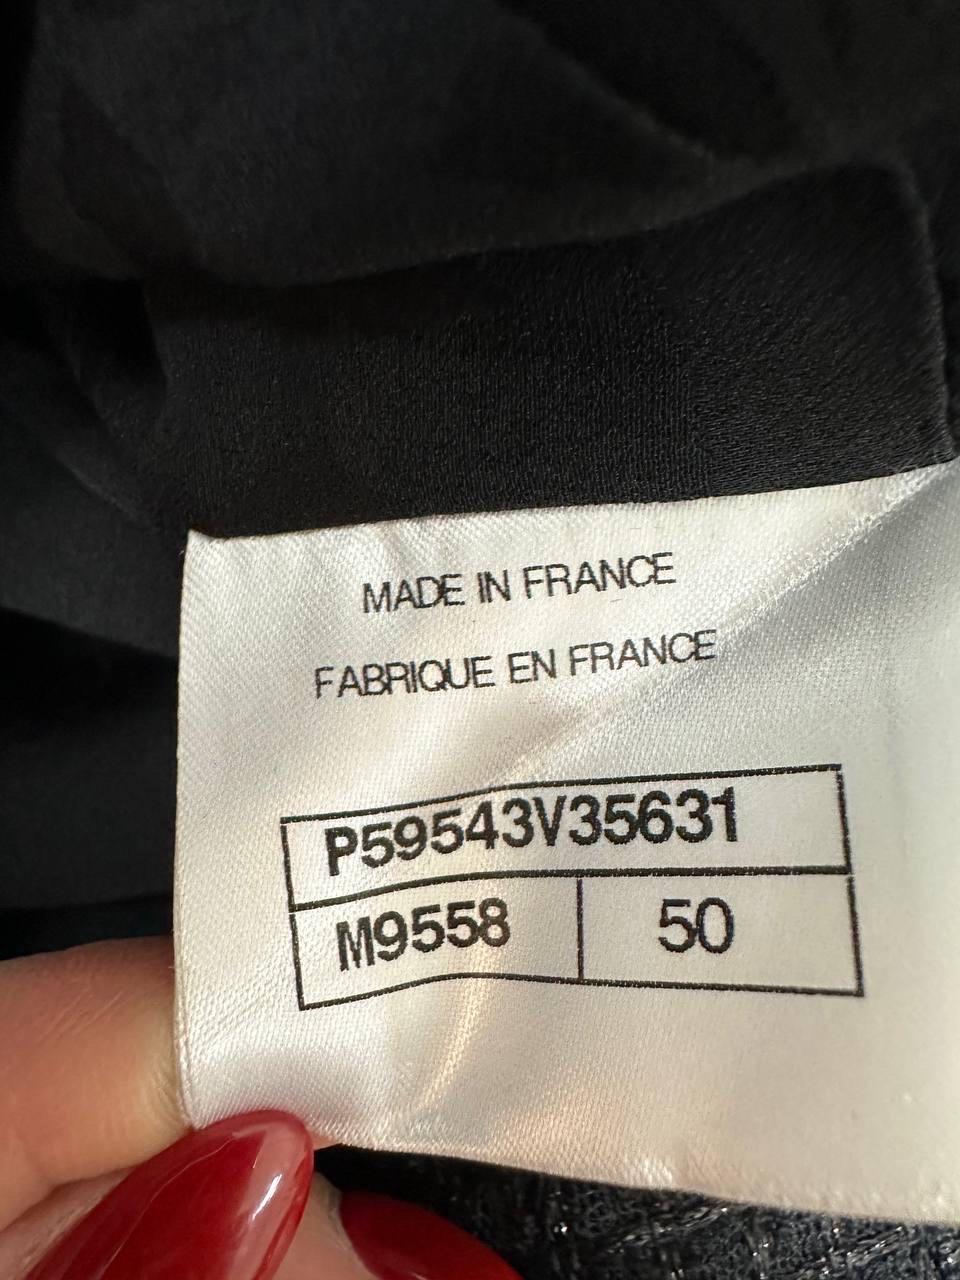 MADE IN FRANCE
FABRIQUE EN FRANCE
P59543V35631
M9558 50